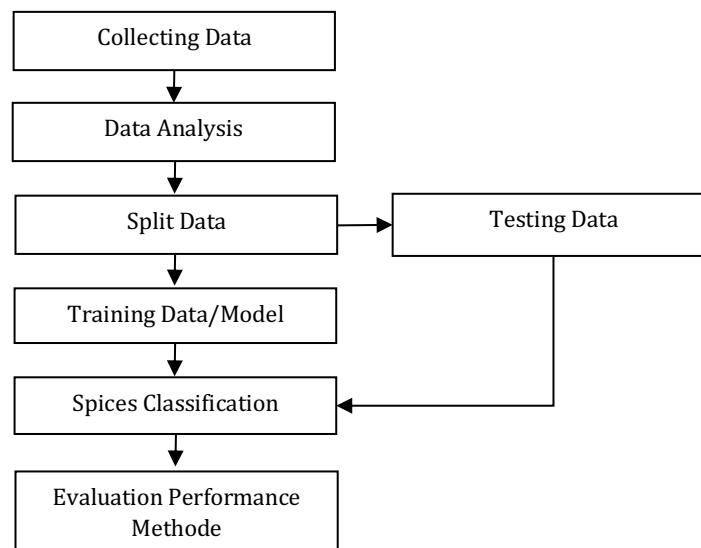 Collecting Data
Data Analysis
Split Data
Testing Data
Training Data/Model
Spices Classification
Evaluation Performance
Methode